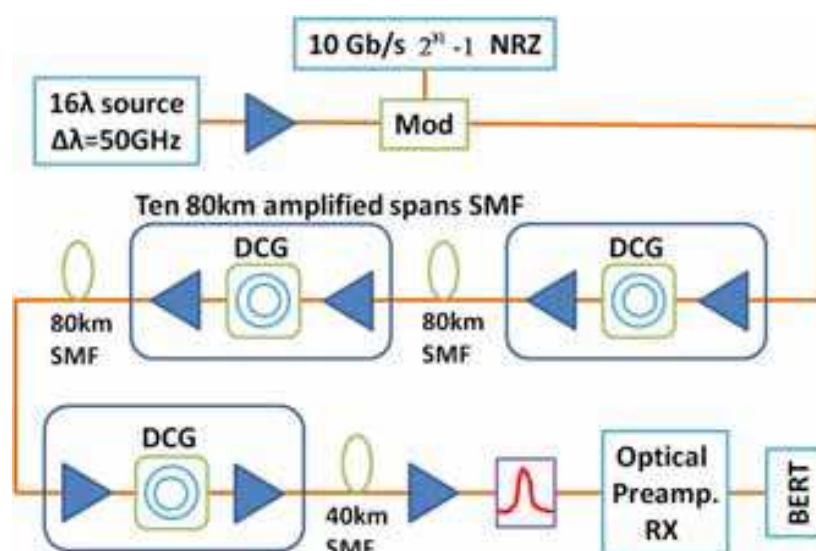 10 Gb/s 2³¹ -1 NRZ
16λ source
Δλ=50GHz
Mod
Ten 80km amplified spans SMF
DCG
DCG
80km
SMF
80km
SMF
DCG
40km
SMF
Optical
Preamp.
RX
BERT